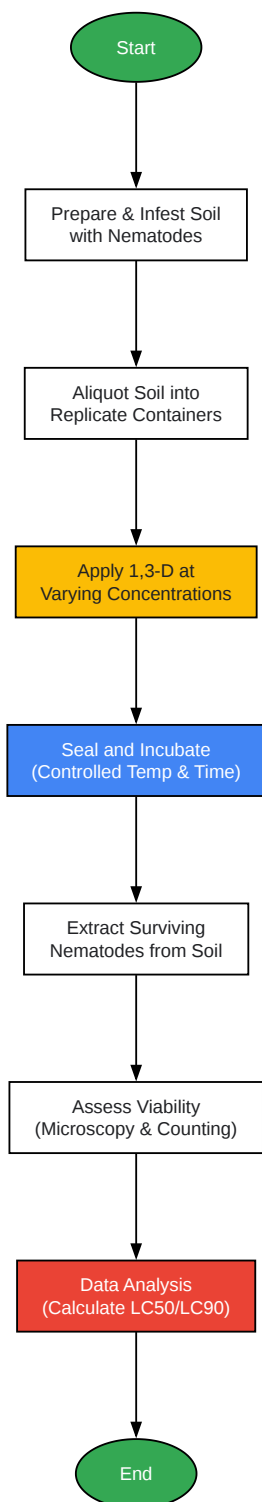 Start
Prepare & Infest Soil
with Nematodes
Aliquot Soil into
Replicate Containers
Apply 1,3-D at
Varying Concentrations
Seal and Incubate
(Controlled Temp & Time)
Extract Surviving
Nematodes from Soil
Assess Viability
(Microscopy & Counting)
Data Analysis
(Calculate LC50/LC90)
End